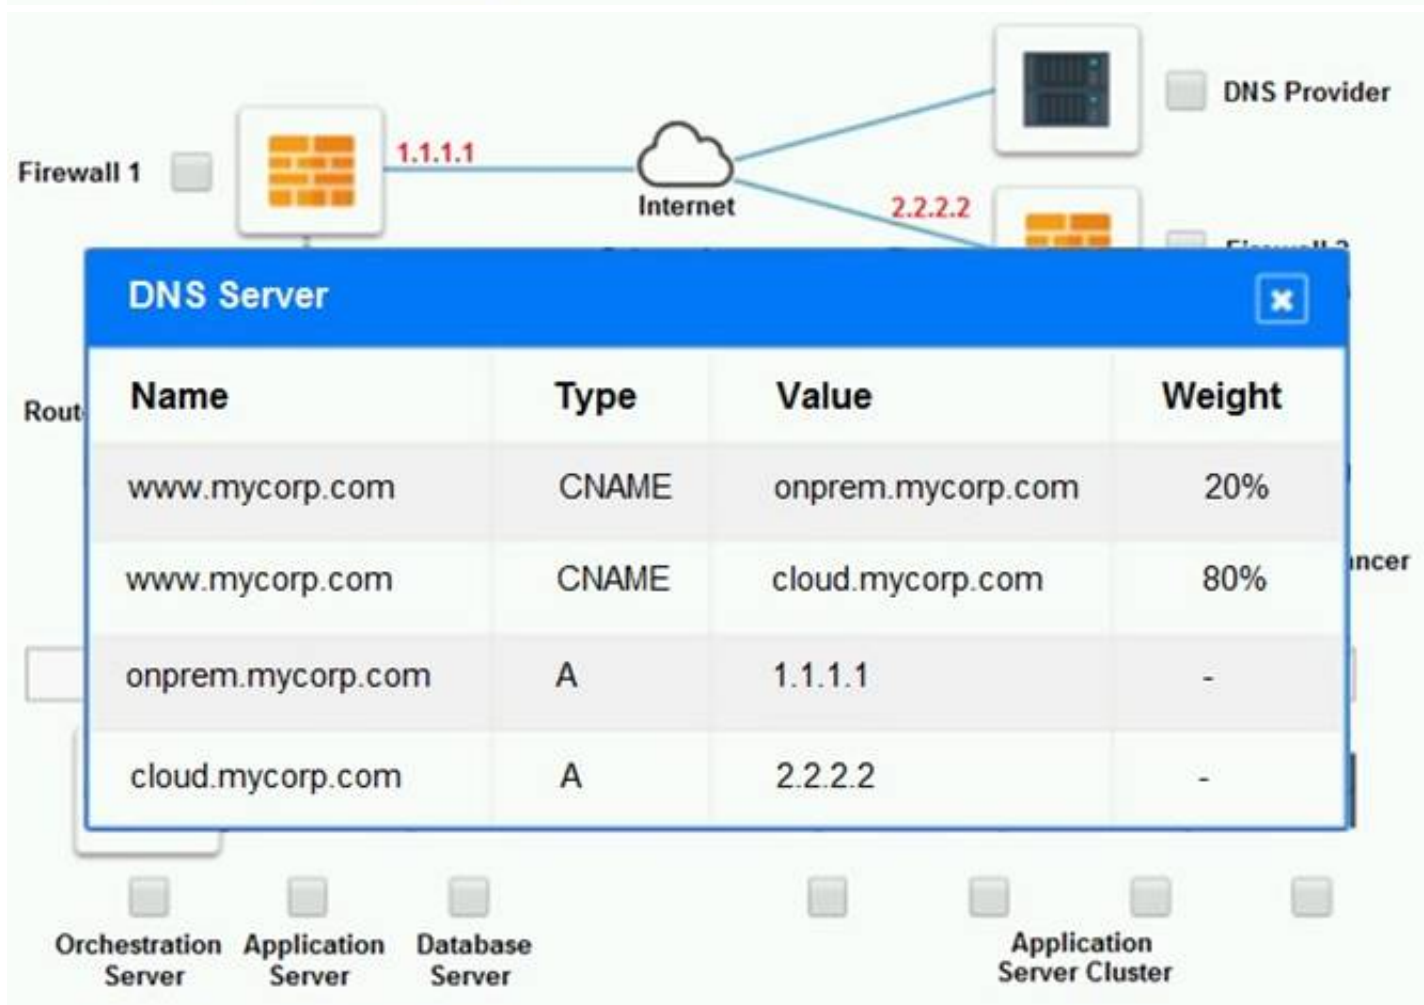 DNS Provider
Firewall 1
1.1.1.1
Internet
2.2.2.2
DNS Server
Name Type Value Weight
www.mycorp.com CNAME onprem.mycorp.com 20%
www.mycorp.com CNAME cloud.mycorp.com 80%
onprem.mycorp.com A 1.1.1.1 -
cloud.mycorp.com A 2.2.2.2 -
Orchestration Server
Application Server
Database Server
Application Server Cluster